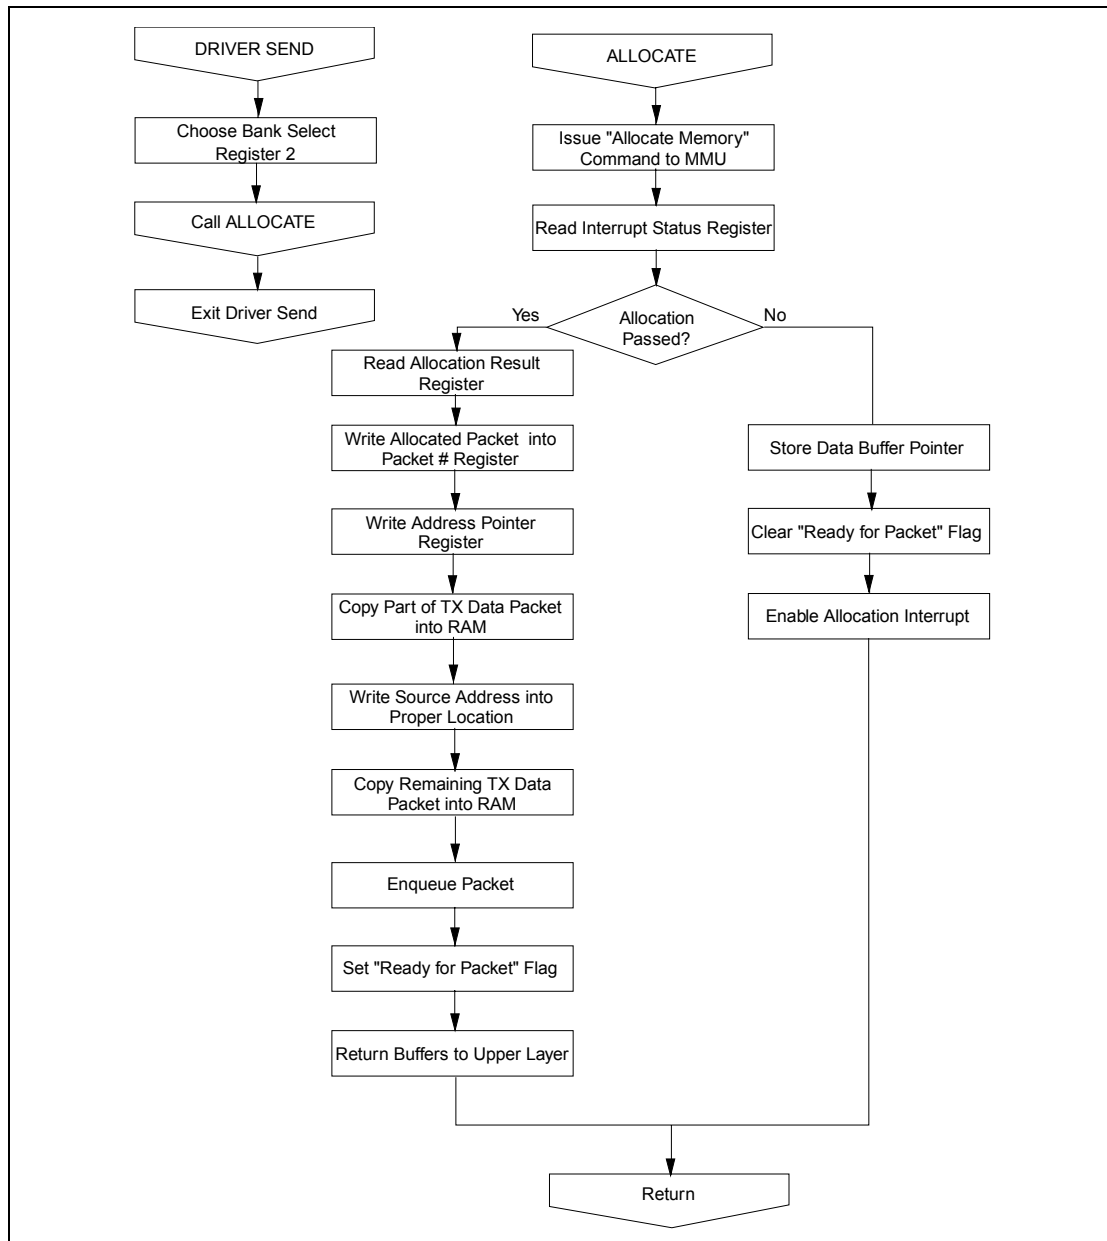 DRIVER SEND
Choose Bank Select
Register 2
Call ALLOCATE
Exit Driver Send
ALLOCATE
Issue "Allocate Memory"
Command to MMU
Read Interrupt Status Register
Allocation
Passed?
Yes
No
Read Allocation Result
Register
Write Allocated Packet into
Packet # Register
Write Address Pointer
Register
Copy Part of TX Data Packet
into RAM
Write Source Address into
Proper Location
Copy Remaining TX Data
Packet into RAM
Enqueue Packet
Set "Ready for Packet" Flag
Return Buffers to Upper Layer
Store Data Buffer Pointer
Clear "Ready for Packet" Flag
Enable Allocation Interrupt
Return